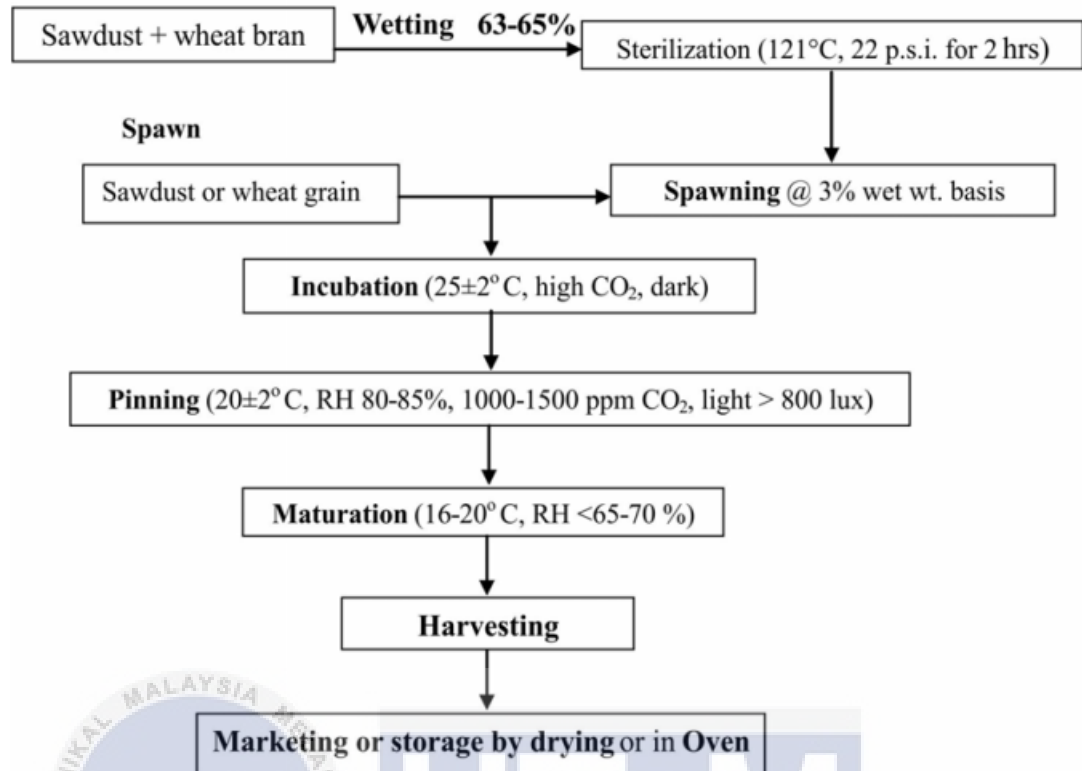 Sawdust + wheat bran
Wetting 63-65%
Sterilization (121°C, 22 p.s.i. for 2 hrs)
Spawn
Sawdust or wheat grain
Spawning @ 3% wet wt. basis
Incubation (25±2°C, high CO₂, dark)
Pinning (20±2°C, RH 80-85%, 1000-1500 ppm CO₂, light > 800 lux)
Maturation (16-20°C, RH <65-70 %)
Harvesting
MALAYSIA
Marketing or storage by drying or in Oven